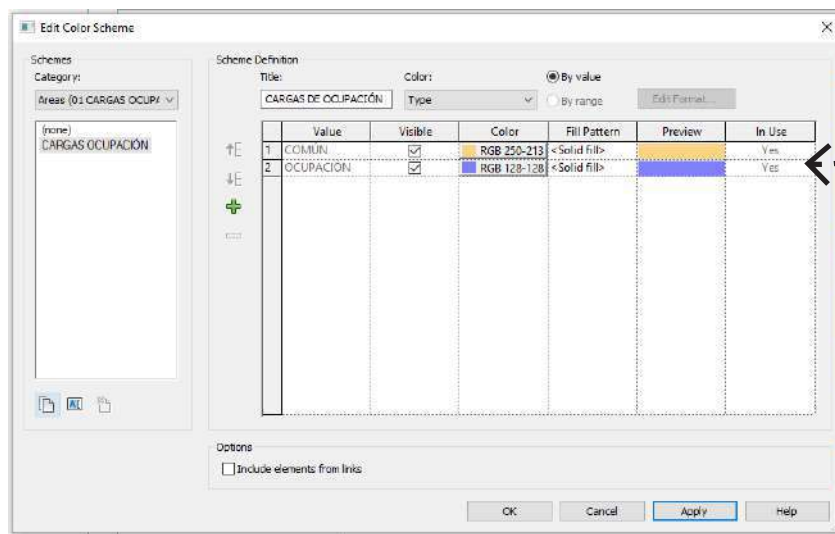 Edit Color Scheme
Schemes
Category:
Areas (01 CARGAS OCUP
(none)
CARGAS OCUPACIÓN
Scheme Definition
Title: Color: By value
CARGAS DE OCUPACIÓN Type By range Edit Format...
Value Visible Color Fill Pattern Preview In Use
1 COMÚN RGB 250-213 <Solid fill> Yes
2 OCUPACIÓN RGB 128-128 <Solid fill> Yes
Options
Include elements from links
OK Cancel Apply Help